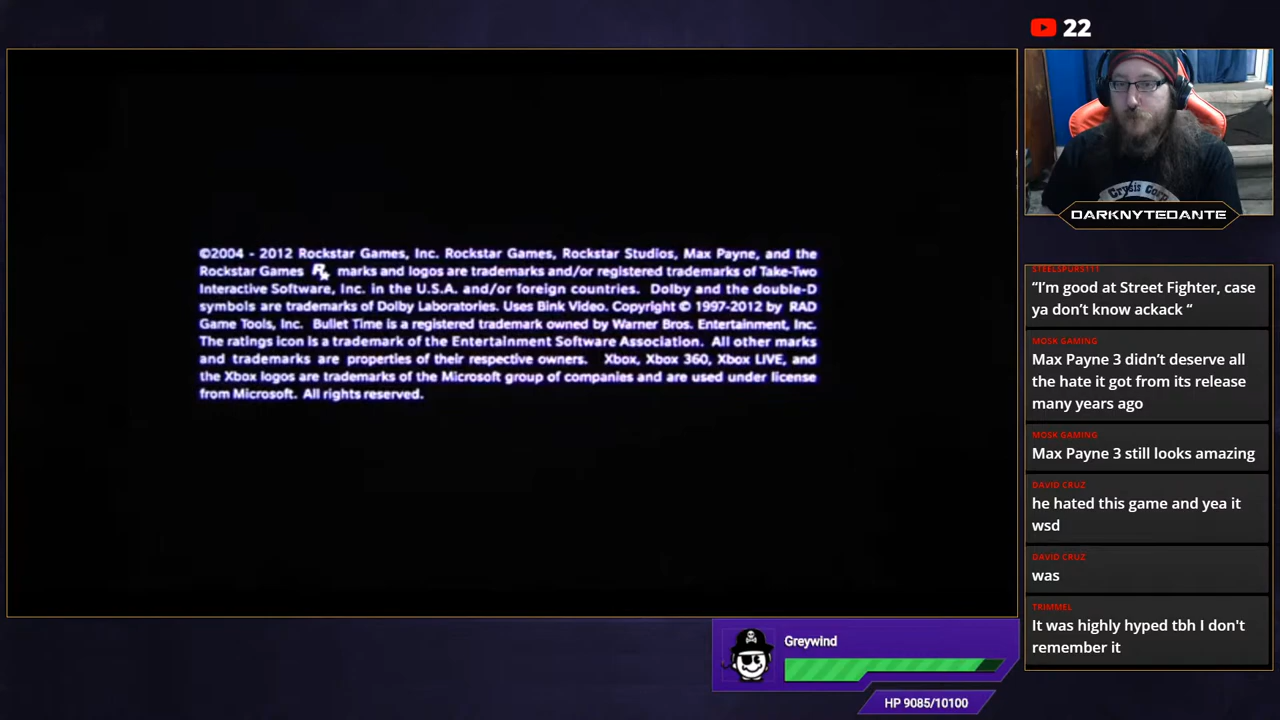 22
©2004 - 2012 Rockstar Games, Inc. Rockstar Games, Rockstar Studios, Max Payne, and the
Rockstar Games R marks and logos are trademarks and/or registered trademarks of Take-Two
Interactive Software, Inc. in the U.S.A. and/or foreign countries. Dolby and the double-D
symbols are trademarks of Dolby Laboratories. Uses Bink Video. Copyright © 1997-2012 by RAD
Game Tools, Inc. Bullet Time is a registered trademark owned by Warner Bros. Entertainment, Inc.
The ratings icon is a trademark of the Entertainment Software Association. All other marks
and trademarks are properties of their respective owners. Xbox, Xbox 360, Xbox LIVE, and
the Xbox logos are trademarks of the Microsoft group of companies and are used under license
from Microsoft. All rights reserved.
Crysis Corp
DARKNYTEDANTE
STEELSPURS111
“I’m good at Street Fighter, case
ya don’t know ackack “
MOSK GAMING
Max Payne 3 didn’t deserve all
the hate it got from its release
many years ago
MOSK GAMING
Max Payne 3 still looks amazing
DAVID CRUZ
he hated this game and yea it
wsd
DAVID CRUZ
was
TRIMMEL
It was highly hyped tbh I don't
remember it
Greywind
HP 9085/10100